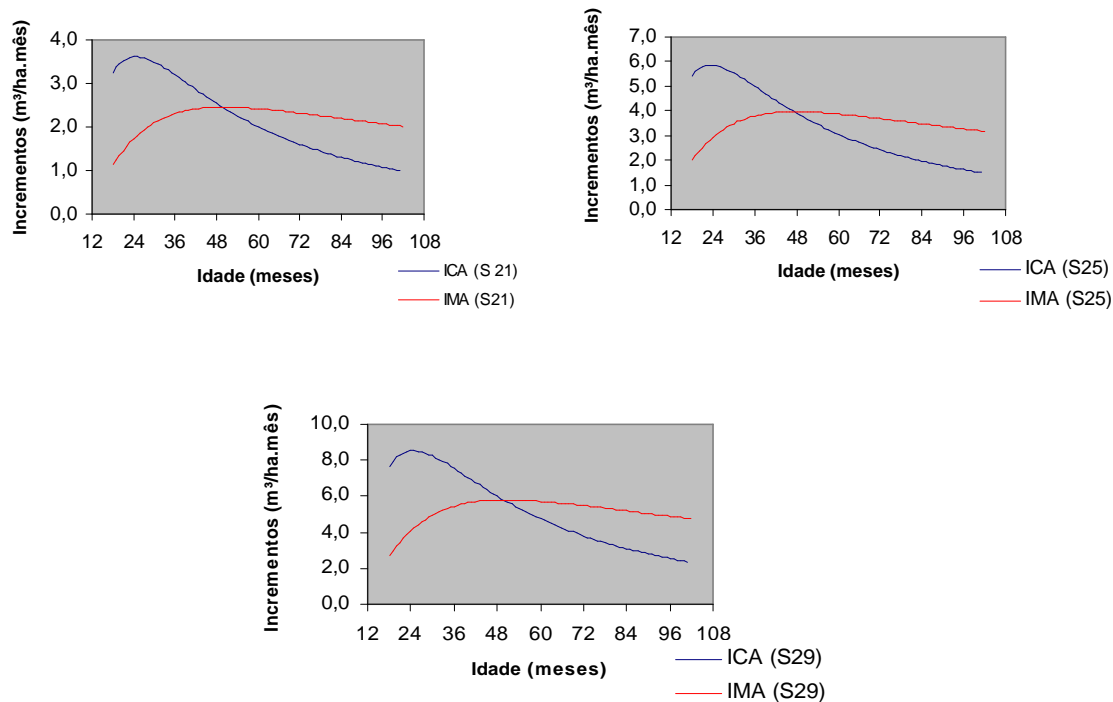 Incrementos (m³/ha.mês)
4,0
3,0
2,0
1,0
0,0
12 24 36 48 60 72 84 96 108
Idade (meses)
ICA (S 21)
IMA (S21)
Incrementos (m³/ha.mês)
7,0
6,0
5,0
4,0
3,0
2,0
1,0
0,0
12 24 36 48 60 72 84 96 108
Idade (meses)
ICA (S25)
IMA (S25)
Incrementos (m³/ha.mês)
10,0
8,0
6,0
4,0
2,0
0,0
12 24 36 48 60 72 84 96 108
Idade (meses)
ICA (S29)
IMA (S29)